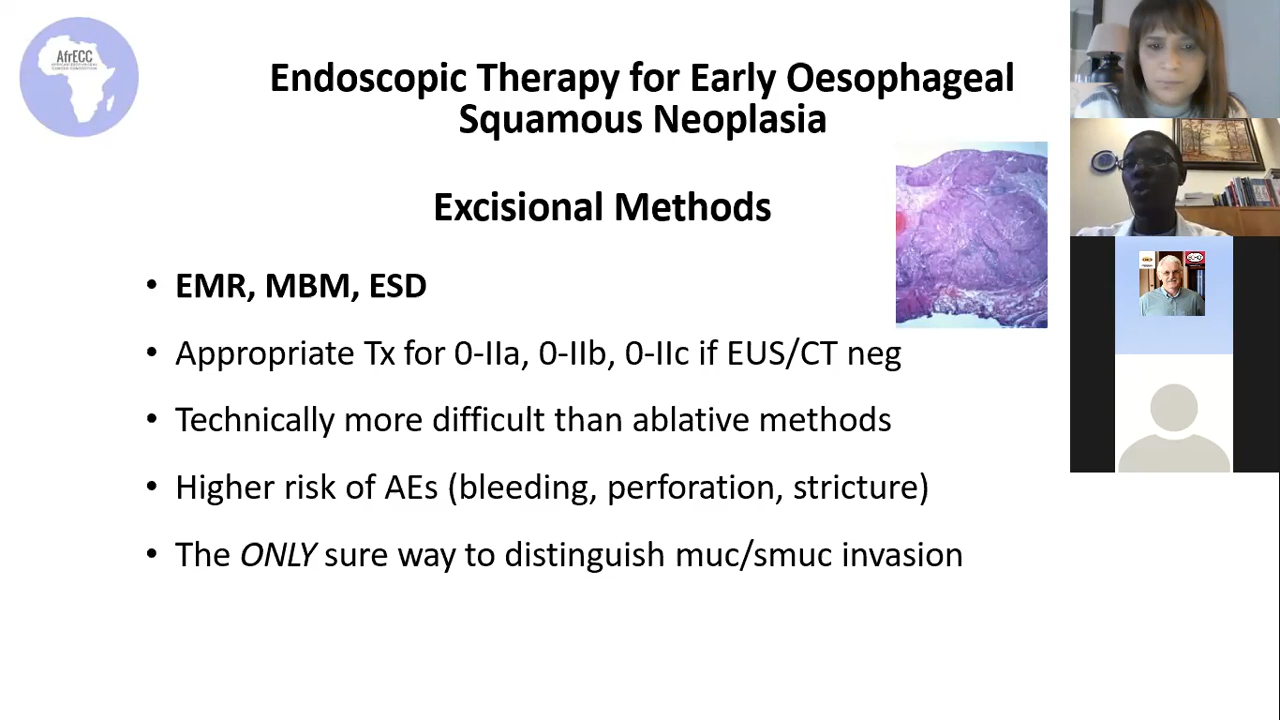 AfrECC
Endoscopic Therapy for Early Oesophageal
Squamous Neoplasia
Excisional Methods
• EMR, MBM, ESD
• Appropriate Tx for 0-IIa, 0-IIb, 0-IIc if EUS/CT neg
• Technically more difficult than ablative methods
• Higher risk of AEs (bleeding, perforation, stricture)
• The ONLY sure way to distinguish muc/smuc invasion